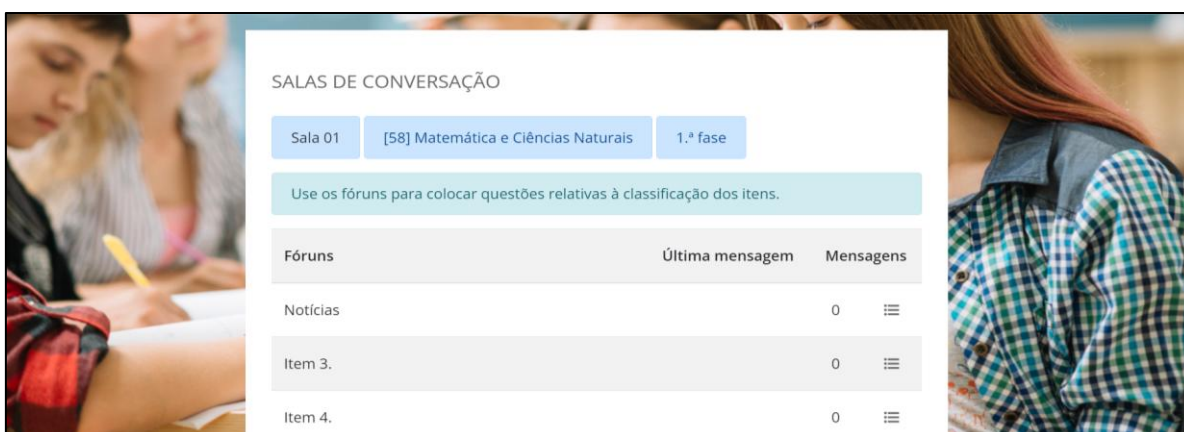 SALAS DE CONVERSAÇÃO
Sala 01 [58] Matemática e Ciências Naturais 1.ª fase
Use os fóruns para colocar questões relativas à classificação dos itens.
Fóruns Última mensagem Mensagens
Notícias 0
Item 3. 0
Item 4. 0